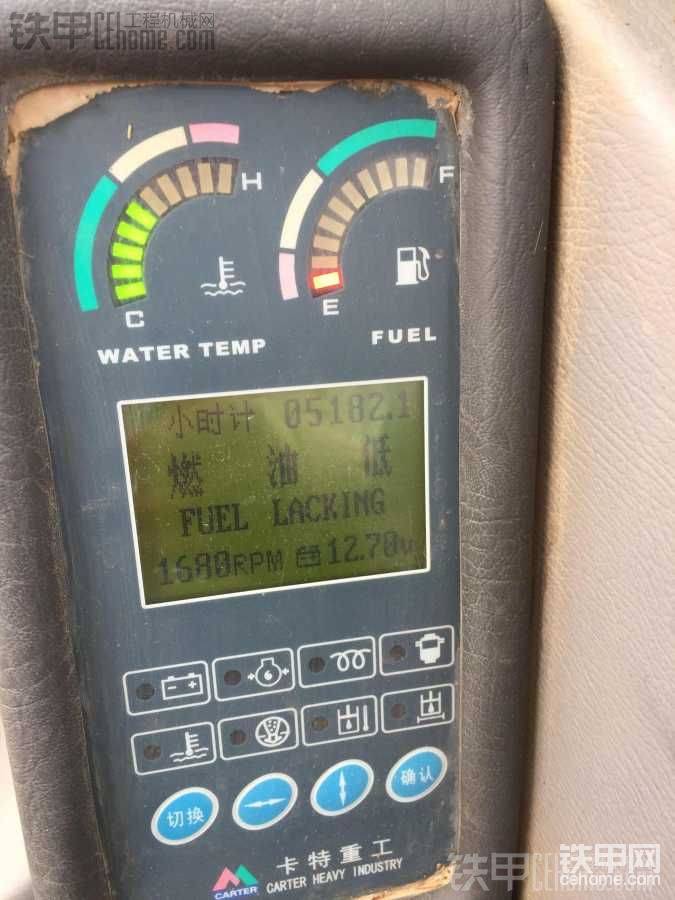 铁甲 工程机械网
cehome.com
H
F
C
E
WATER TEMP
FUEL
小时计 05182.1
燃 油 低
FUEL LACKING
1680RPM 12.70v
切换
确认
卡特重工
CARTER
CARTER HEAVY INDUSTRY
铁甲网
cehome.com